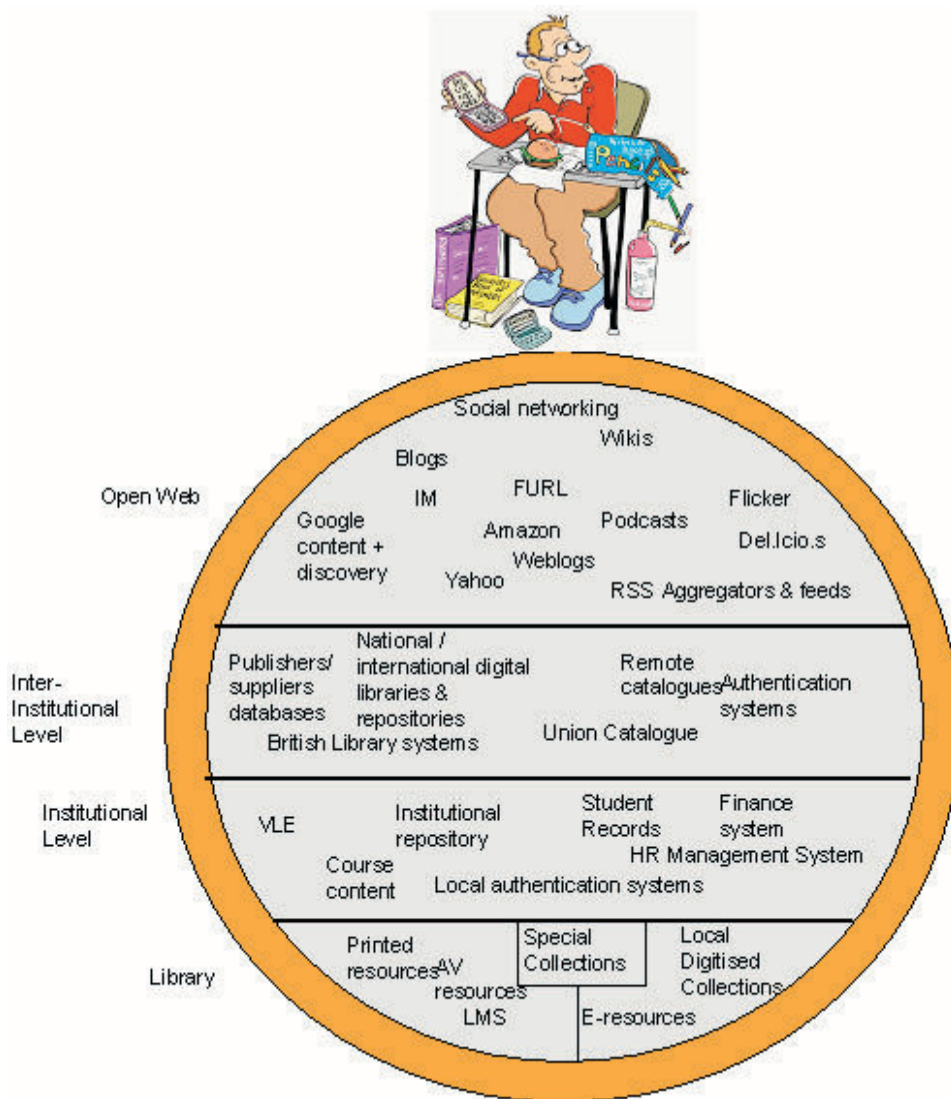 Pens
Social networking
Wikis
Blogs
Open Web
IM
FURL
Flicker
Google
content +
discovery
Amazon
Podcasts
Del.Icio.s
Weblogs
Yahoo
RSS Aggregators & feeds
Inter-
Institutional
Level
Publishers/
suppliers
databases
National /
international digital
libraries &
repositories
Remote
catalogues
Authentication
systems
British Library systems
Union Catalogue
Institutional
Level
VLE
Institutional
repository
Student
Records
Finance
system
HR Management System
Course
content
Local authentication systems
Library
Printed
resources
AV
resources
LMS
Special
Collections
Local
Digitised
Collections
E-resources